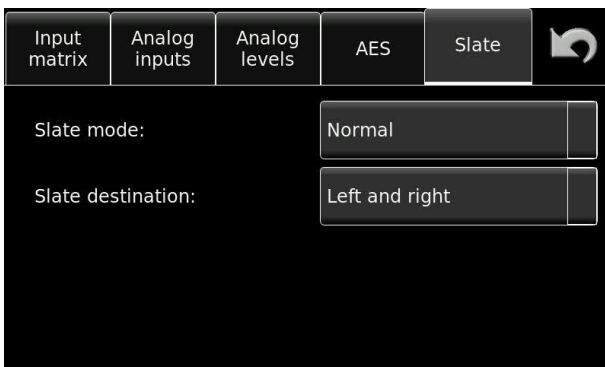 Input
matrix
Analog
inputs
Analog
levels
AES
Slate
Slate mode:
Normal
Slate destination:
Left and right